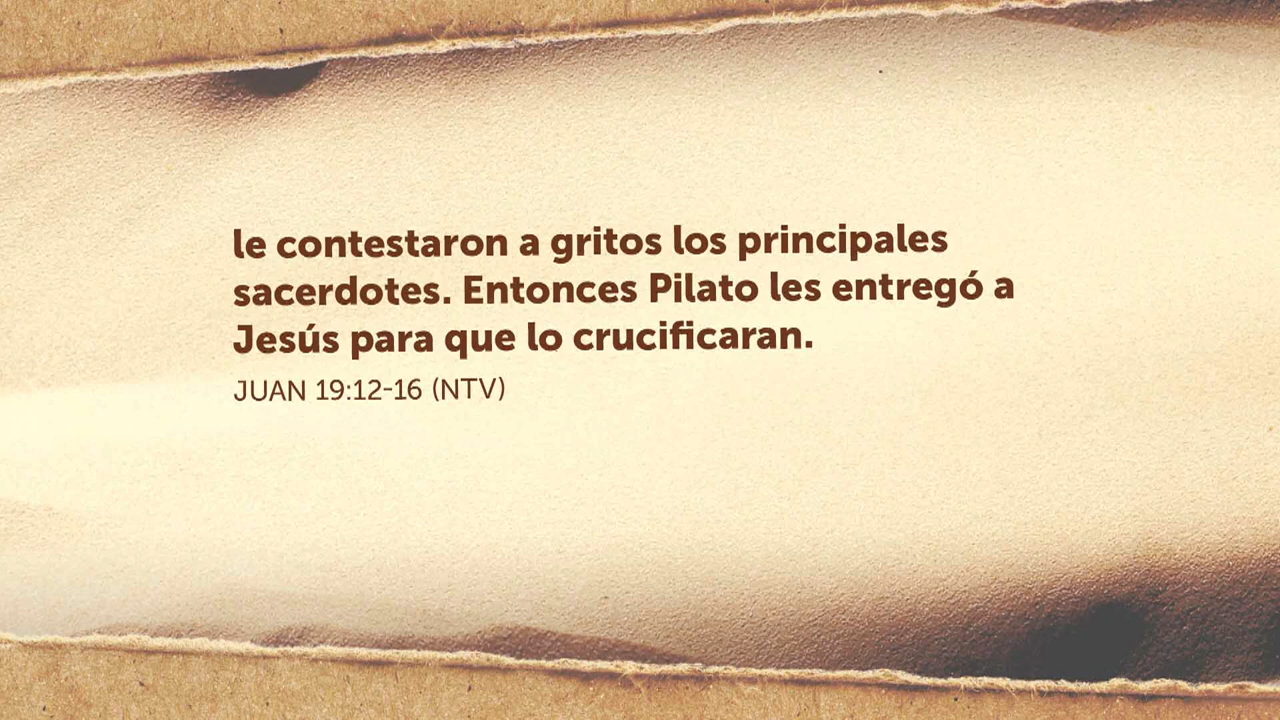 le contestaron a gritos los principales
sacerdotes. Entonces Pilato les entregó a
Jesús para que lo crucificaran.
JUAN 19:12-16 (NTV)